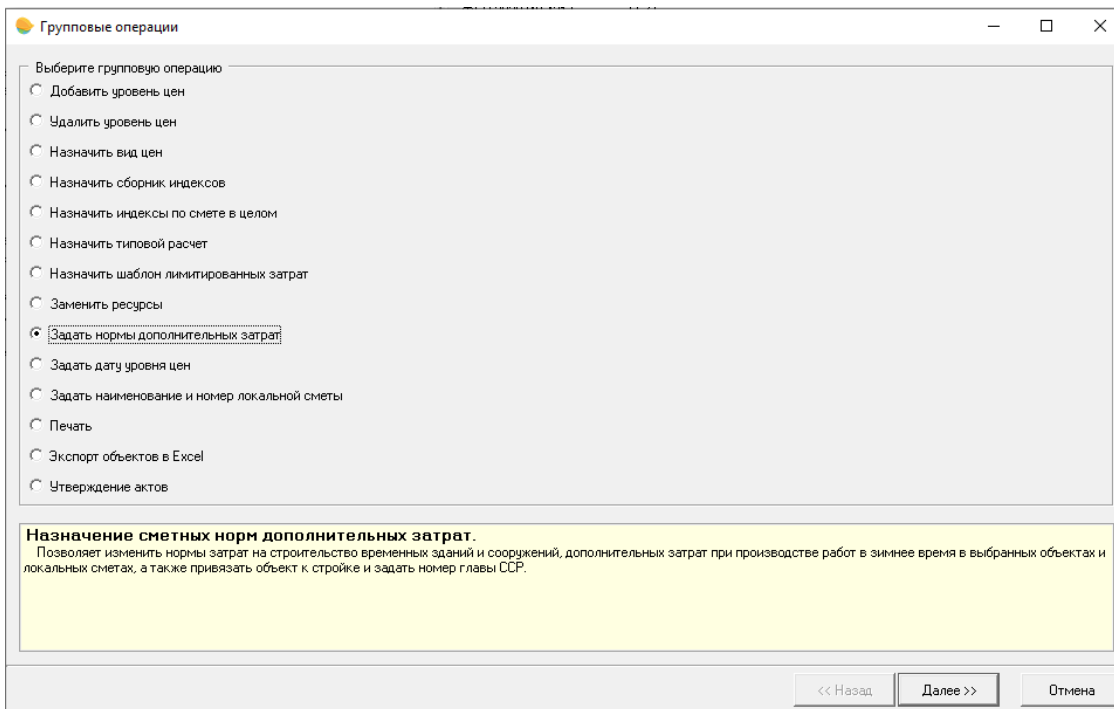 Групповые операции
Выберите групповую операцию
Добавить уровень цен
Удалить уровень цен
Назначить вид цен
Назначить сборник индексов
Назначить индексы по смете в целом
Назначить типовой расчет
Назначить шаблон лимитированных затрат
Заменить ресурсы
Задать нормы дополнительных затрат
Задать дату уровня цен
Задать наименование и номер локальной сметы
Печать
Экспорт объектов в Excel
Утверждение актов
Назначение сметных норм дополнительных затрат.
Позволяет изменить нормы затрат на строительство временных зданий и сооружений, дополнительных затрат при производстве работ в зимнее время в выбранных объектах и
локальных сметах, а также привязать объект к стройке и задать номер главы ССР.
<< Назад Далее >> Отмена